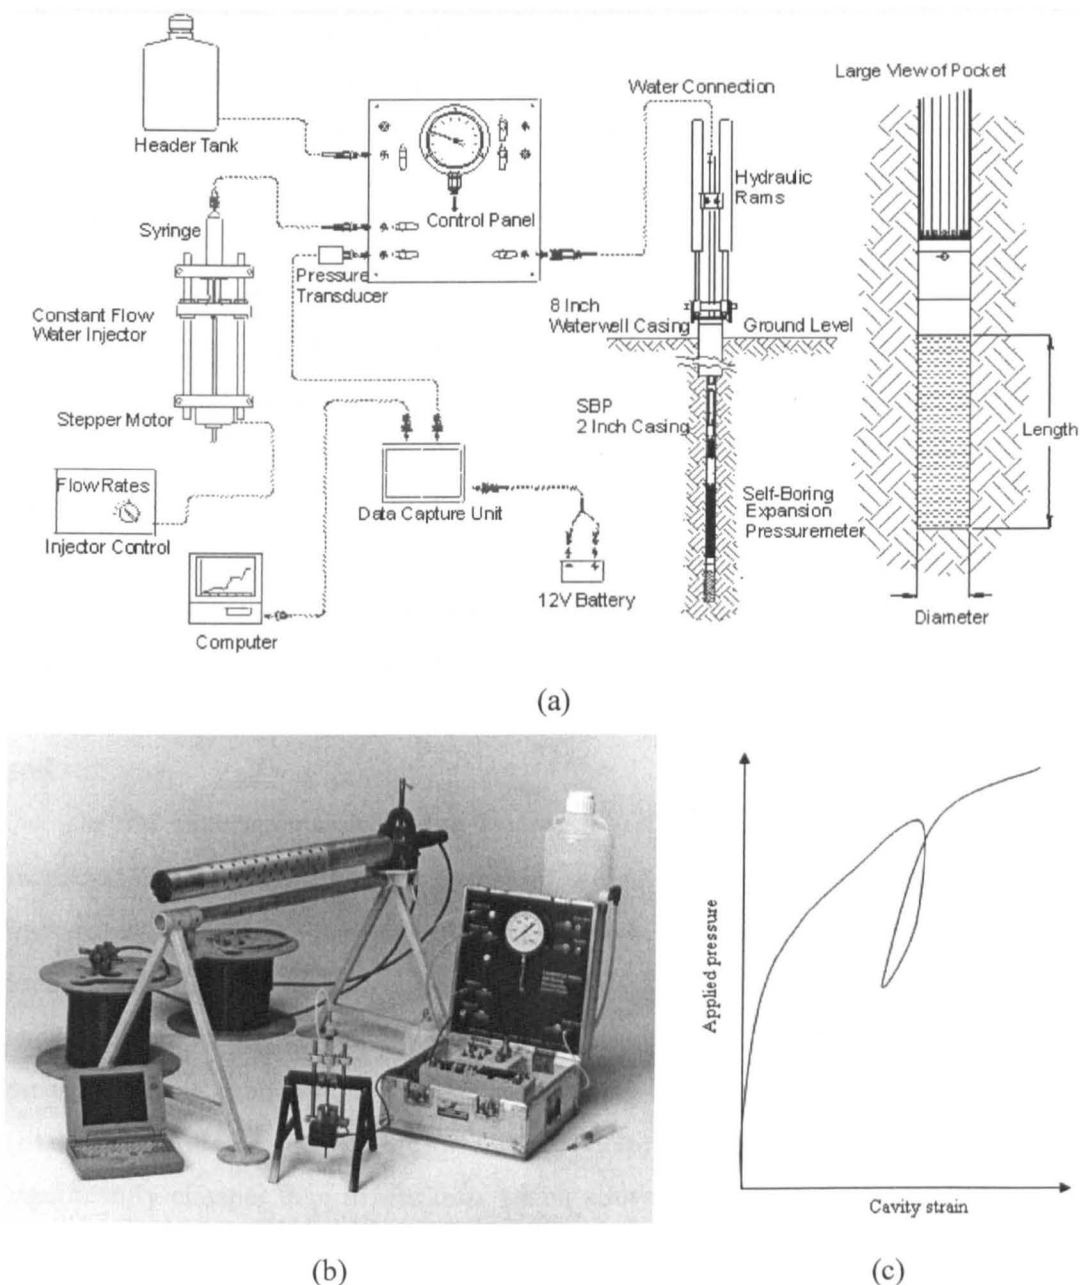 Header Tank
Syringe
Constant Flow
Water Injector
Stepper Motor
Flow Rates
Injector Control
Computer
Control Panel
Pressure
Transducer
Data Capture Unit
12V Battery
Water Connection
Hydraulic
Rams
8 Inch
Waterwell Casing
Ground Level
SBP
2 Inch Casing
Self-Boring
Expansion
Pressuremeter
Large View of Pocket
Length
Diameter
(a)
(b)
Applied pressure
Cavity strain
(c)